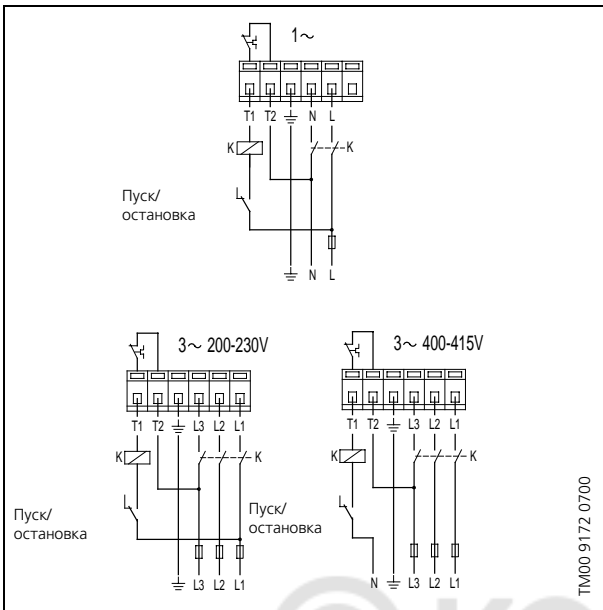 1∼
T1 T2 ⏚ N L
K K
Пуск/
остановка
⏚ N L
3∼ 200-230V
T1 T2 ⏚ L3 L2 L1
K K
Пуск/
остановка
⏚ L3 L2 L1
3∼ 400-415V
T1 T2 ⏚ L3 L2 L1
K K
Пуск/
остановка
N ⏚ L3 L2 L1
TM00 9172 0700